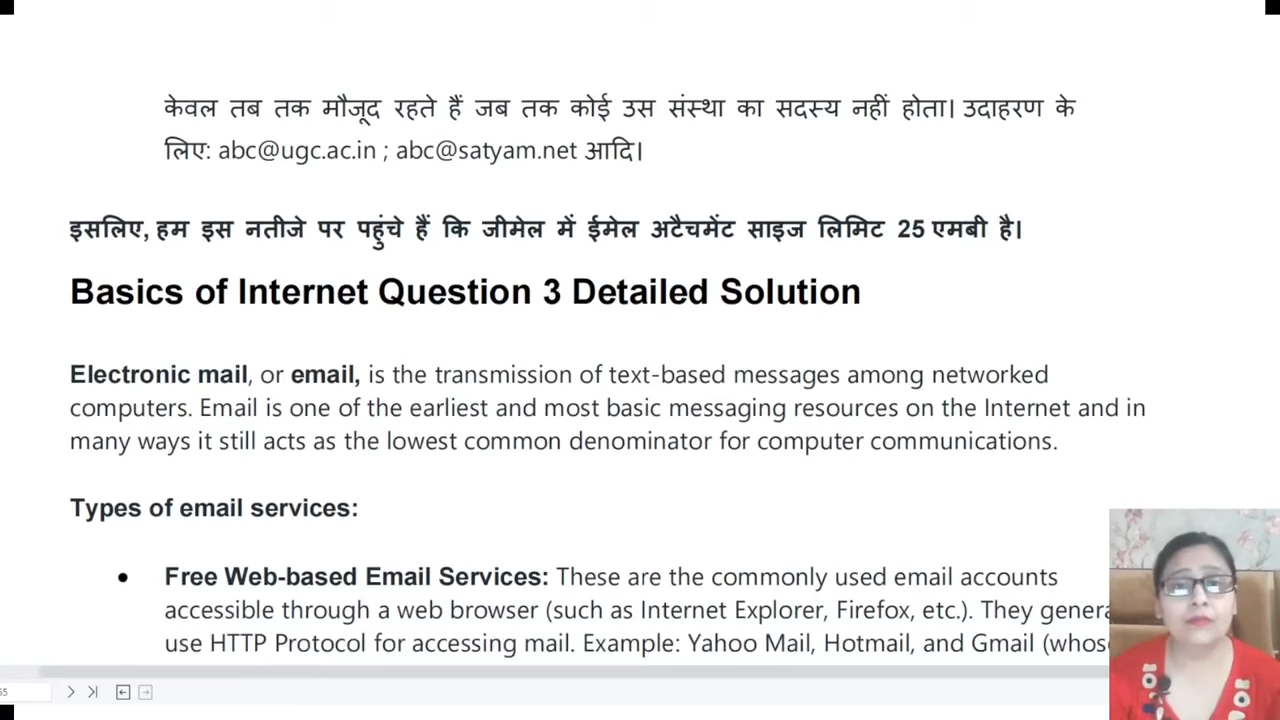 केवल तब तक मौजूद रहते हैं जब तक कोई उस संस्था का सदस्य नहीं होता। उदाहरण के
लिए: abc@ugc.ac.in ; abc@satyam.net आदि।
इसलिए, हम इस नतीजे पर पहुंचे हैं कि जीमेल में ईमेल अटैचमेंट साइज लिमिट 25 एमबी है।
Basics of Internet Question 3 Detailed Solution
Electronic mail, or email, is the transmission of text-based messages among networked
computers. Email is one of the earliest and most basic messaging resources on the Internet and in
many ways it still acts as the lowest common denominator for computer communications.
Types of email services:
• Free Web-based Email Services: These are the commonly used email accounts
accessible through a web browser (such as Internet Explorer, Firefox, etc.). They
use HTTP Protocol for accessing mail. Example: Yahoo Mail, Hotmail, and Gmail (whose